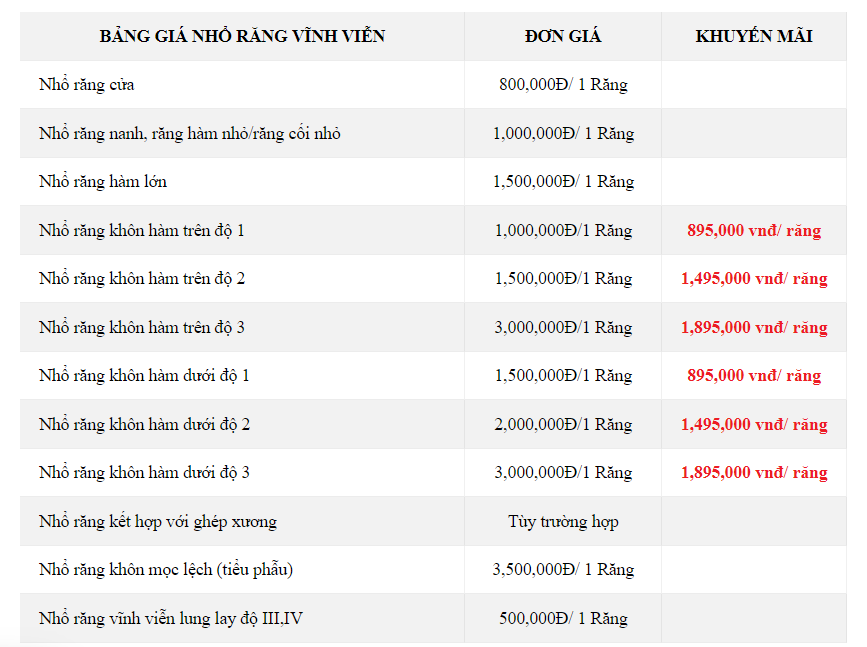 BẢNG GIÁ NHỔ RĂNG VĨNH VIỄN ĐƠN GIÁ KHUYẾN MÃI
Nhổ răng cửa 800,000Đ/ 1 Răng
Nhổ răng nanh, răng hàm nhỏ/răng cối nhỏ 1,000,000Đ/ 1 Răng
Nhổ răng hàm lớn 1,500,000Đ/ 1 Răng
Nhổ răng khôn hàm trên độ 1 1,000,000Đ/1 Răng 895,000 vnđ/ răng
Nhổ răng khôn hàm trên độ 2 1,500,000Đ/1 Răng 1,495,000 vnđ/ răng
Nhổ răng khôn hàm trên độ 3 3,000,000Đ/1 Răng 1,895,000 vnđ/ răng
Nhổ răng khôn hàm dưới độ 1 1,500,000Đ/1 Răng 895,000 vnđ/ răng
Nhổ răng khôn hàm dưới độ 2 2,000,000Đ/1 Răng 1,495,000 vnđ/ răng
Nhổ răng khôn hàm dưới độ 3 3,000,000Đ/1 Răng 1,895,000 vnđ/ răng
Nhổ răng kết hợp với ghép xương Tùy trường hợp
Nhổ răng khôn mọc lệch (tiểu phẫu) 3,500,000Đ/ 1 Răng
Nhổ răng vĩnh viễn lung lay độ III,IV 500,000Đ/ 1 Răng